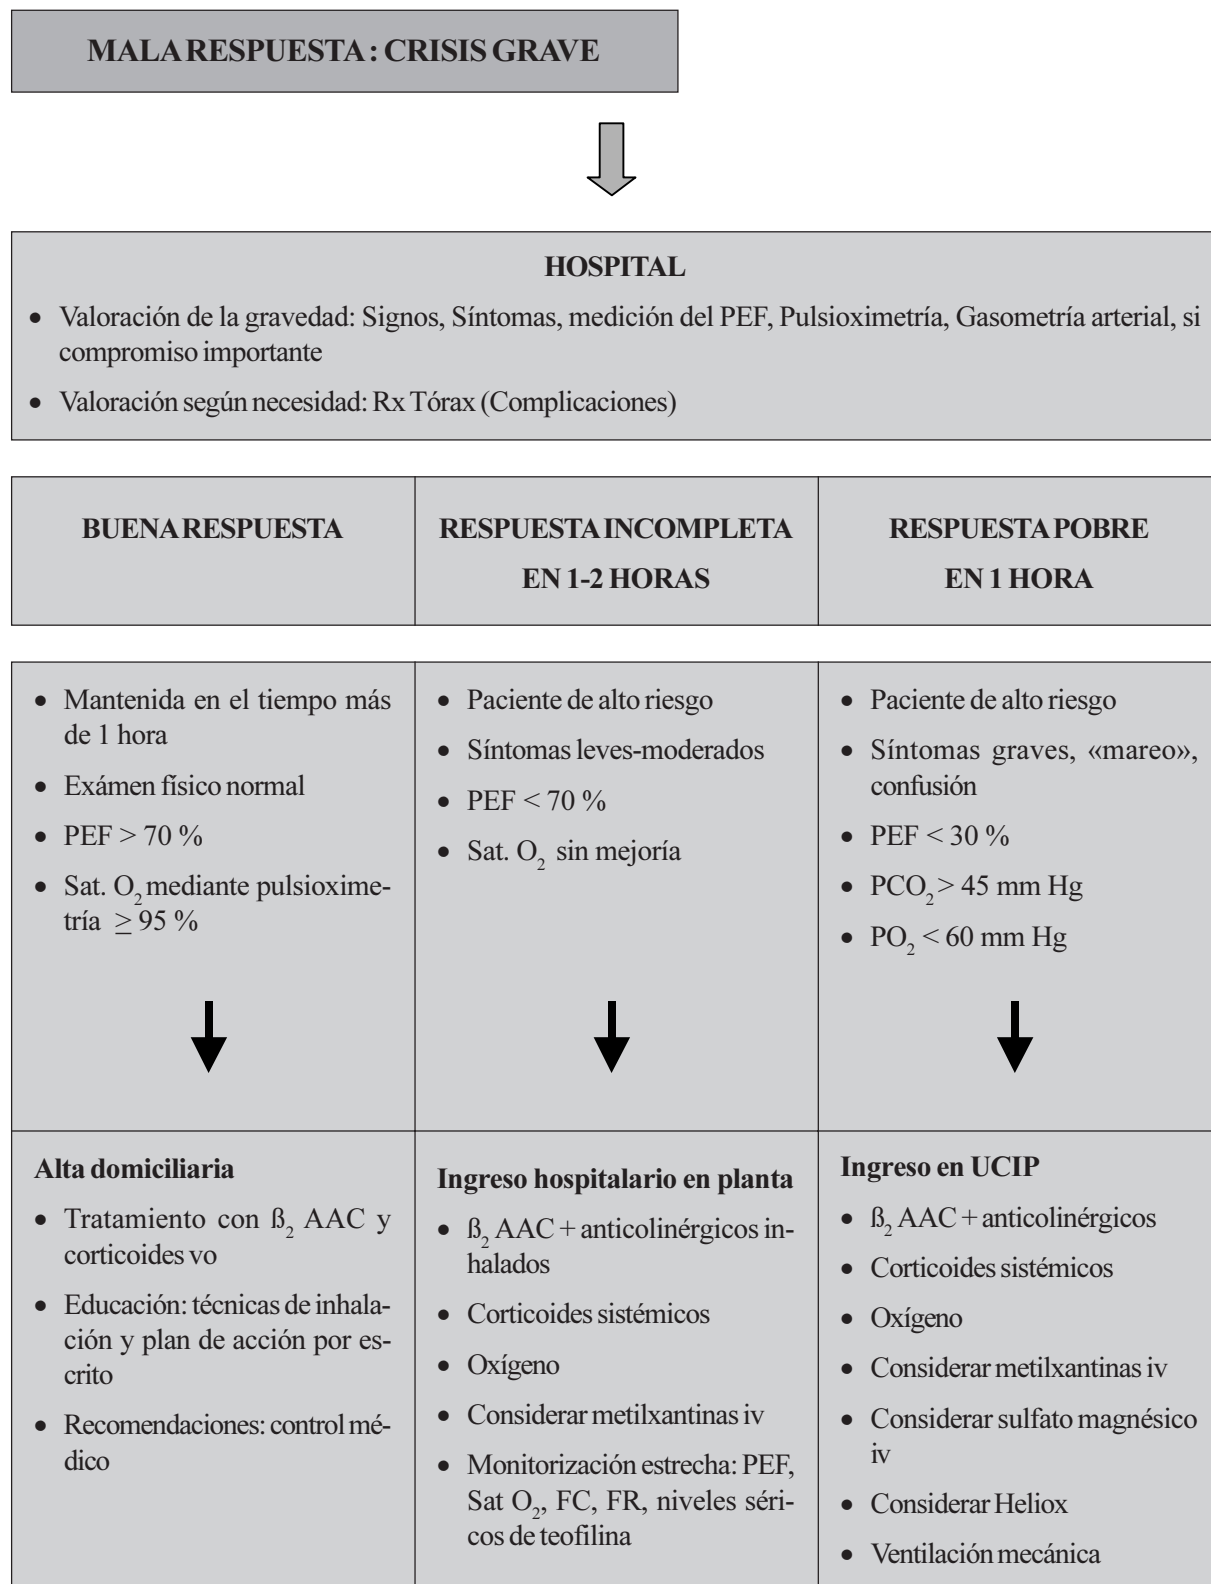 MALA RESPUESTA : CRISIS GRAVE
HOSPITAL
• Valoración de la gravedad: Signos, Síntomas, medición del PEF, Pulsioximetría, Gasometría arterial, si
compromiso importante
• Valoración según necesidad: Rx Tórax (Complicaciones)
BUENA RESPUESTA
RESPUESTA INCOMPLETA
EN 1-2 HORAS
RESPUESTA POBRE
EN 1 HORA
• Mantenida en el tiempo más
de 1 hora
• Exámen físico normal
• PEF > 70 %
• Sat. O₂ mediante pulsioxime-
tría ≥ 95 %
• Paciente de alto riesgo
• Síntomas leves-moderados
• PEF < 70 %
• Sat. O₂ sin mejoría
• Paciente de alto riesgo
• Síntomas graves, «mareo»,
confusión
• PEF < 30 %
• PCO₂ > 45 mm Hg
• PO₂ < 60 mm Hg
Alta domiciliaria
• Tratamiento con ß₂ AAC y
corticoides vo
• Educación: técnicas de inhala-
ción y plan de acción por es-
crito
• Recomendaciones: control mé-
dico
Ingreso hospitalario en planta
• ß₂ AAC + anticolinérgicos in-
halados
• Corticoides sistémicos
• Oxígeno
• Considerar metilxantinas iv
• Monitorización estrecha: PEF,
Sat O₂, FC, FR, niveles séri-
cos de teofilina
Ingreso en UCIP
• ß₂ AAC + anticolinérgicos
• Corticoides sistémicos
• Oxígeno
• Considerar metilxantinas iv
• Considerar sulfato magnésico
iv
• Considerar Heliox
• Ventilación mecánica